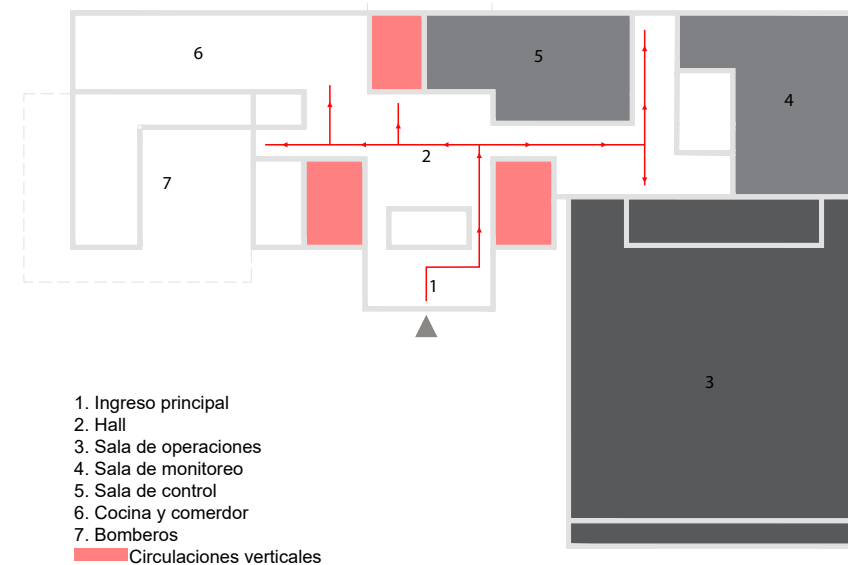 6
5
4
2
7
1
3
1. Ingreso principal
2. Hall
3. Sala de operaciones
4. Sala de monitoreo
5. Sala de control
6. Cocina y comerdor
7. Bomberos
Circulaciones verticales